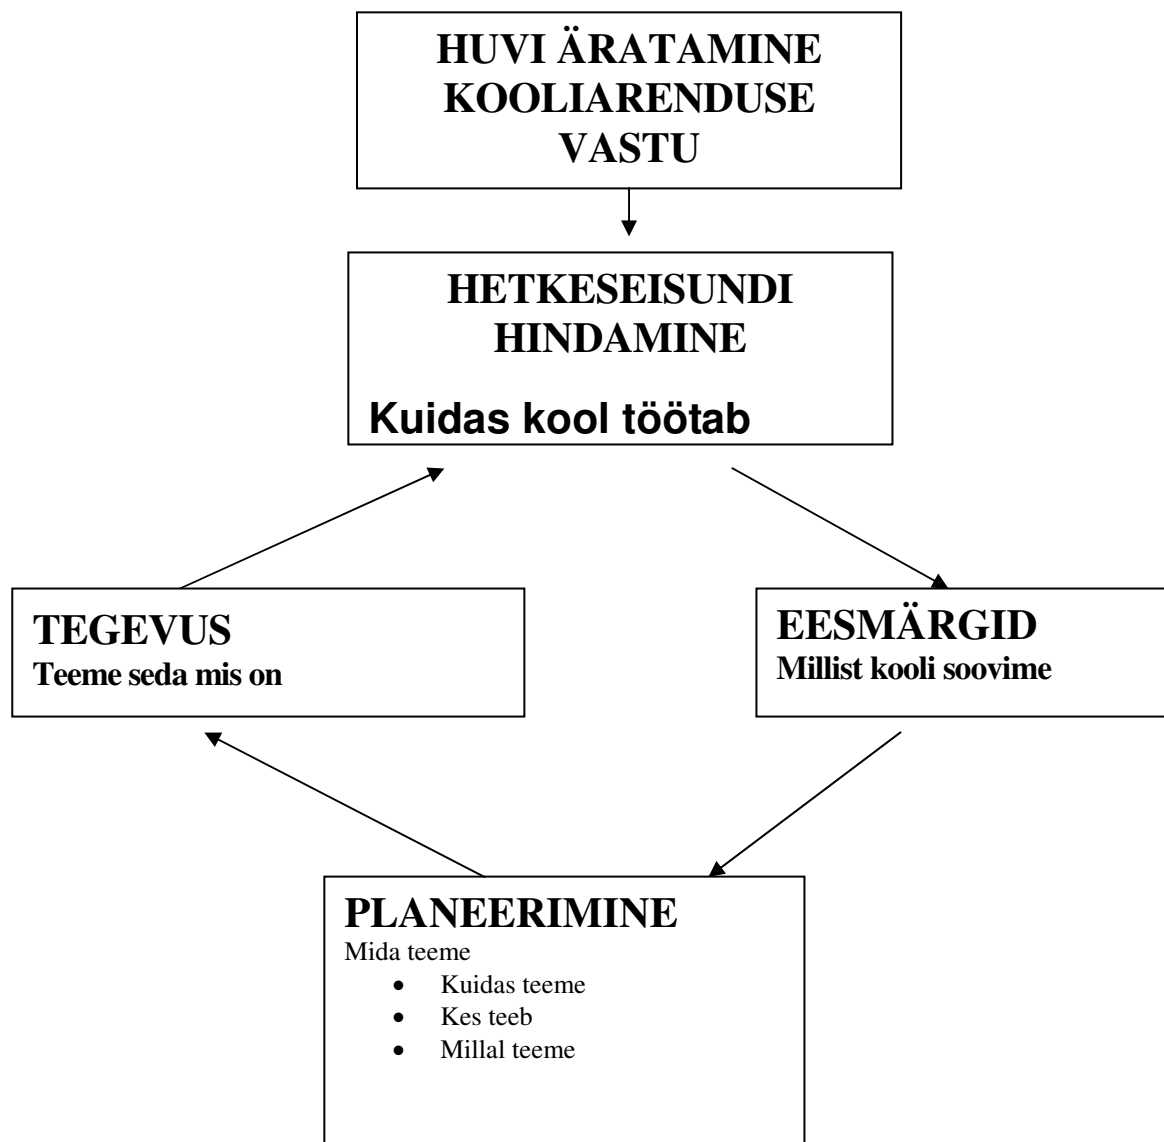 HUVI ÄRATAMINE
KOOLIARENDUSE
VASTU
HETKESEISUNDI
HINDAMINE
Kuidas kool töötab
TEGEVUS
Teeme seda mis on
EESMÄRGID
Millist kooli soovime
PLANEERIMINE
Mida teeme
• Kuidas teeme
• Kes teeb
• Millal teeme